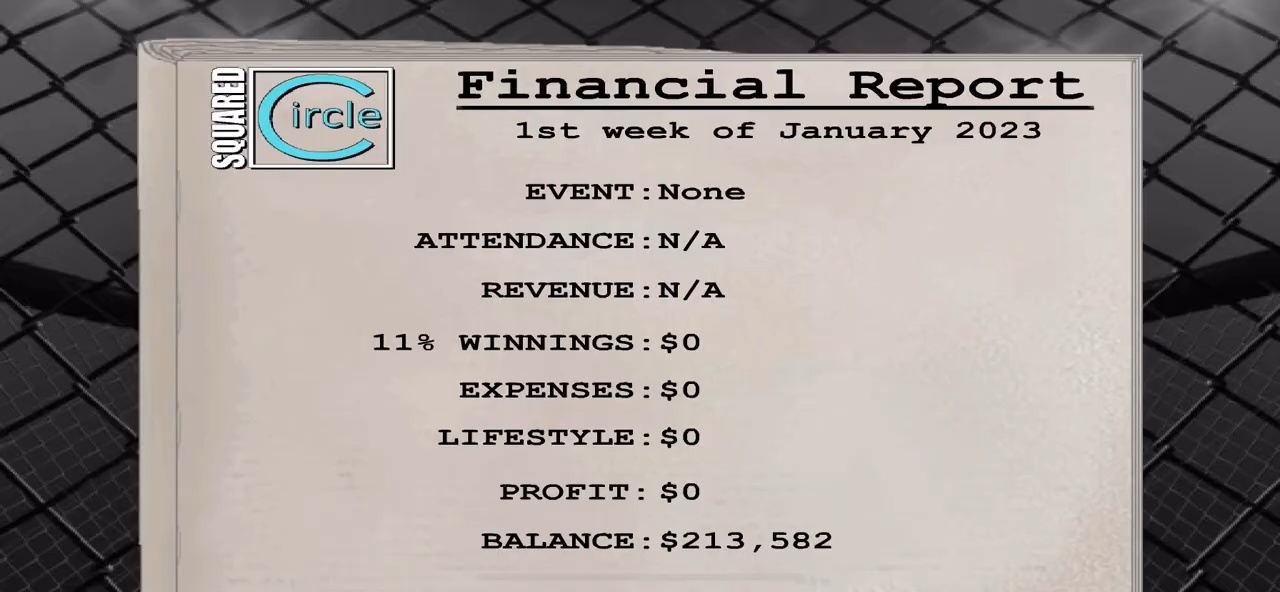 SQUARED
Circle
Financial Report
1st week of January 2023
EVENT:None
ATTENDANCE:N/A
REVENUE:N/A
11% WINNINGS:$0
EXPENSES:$0
LIFESTYLE:$0
PROFIT:$0
BALANCE:$213,582